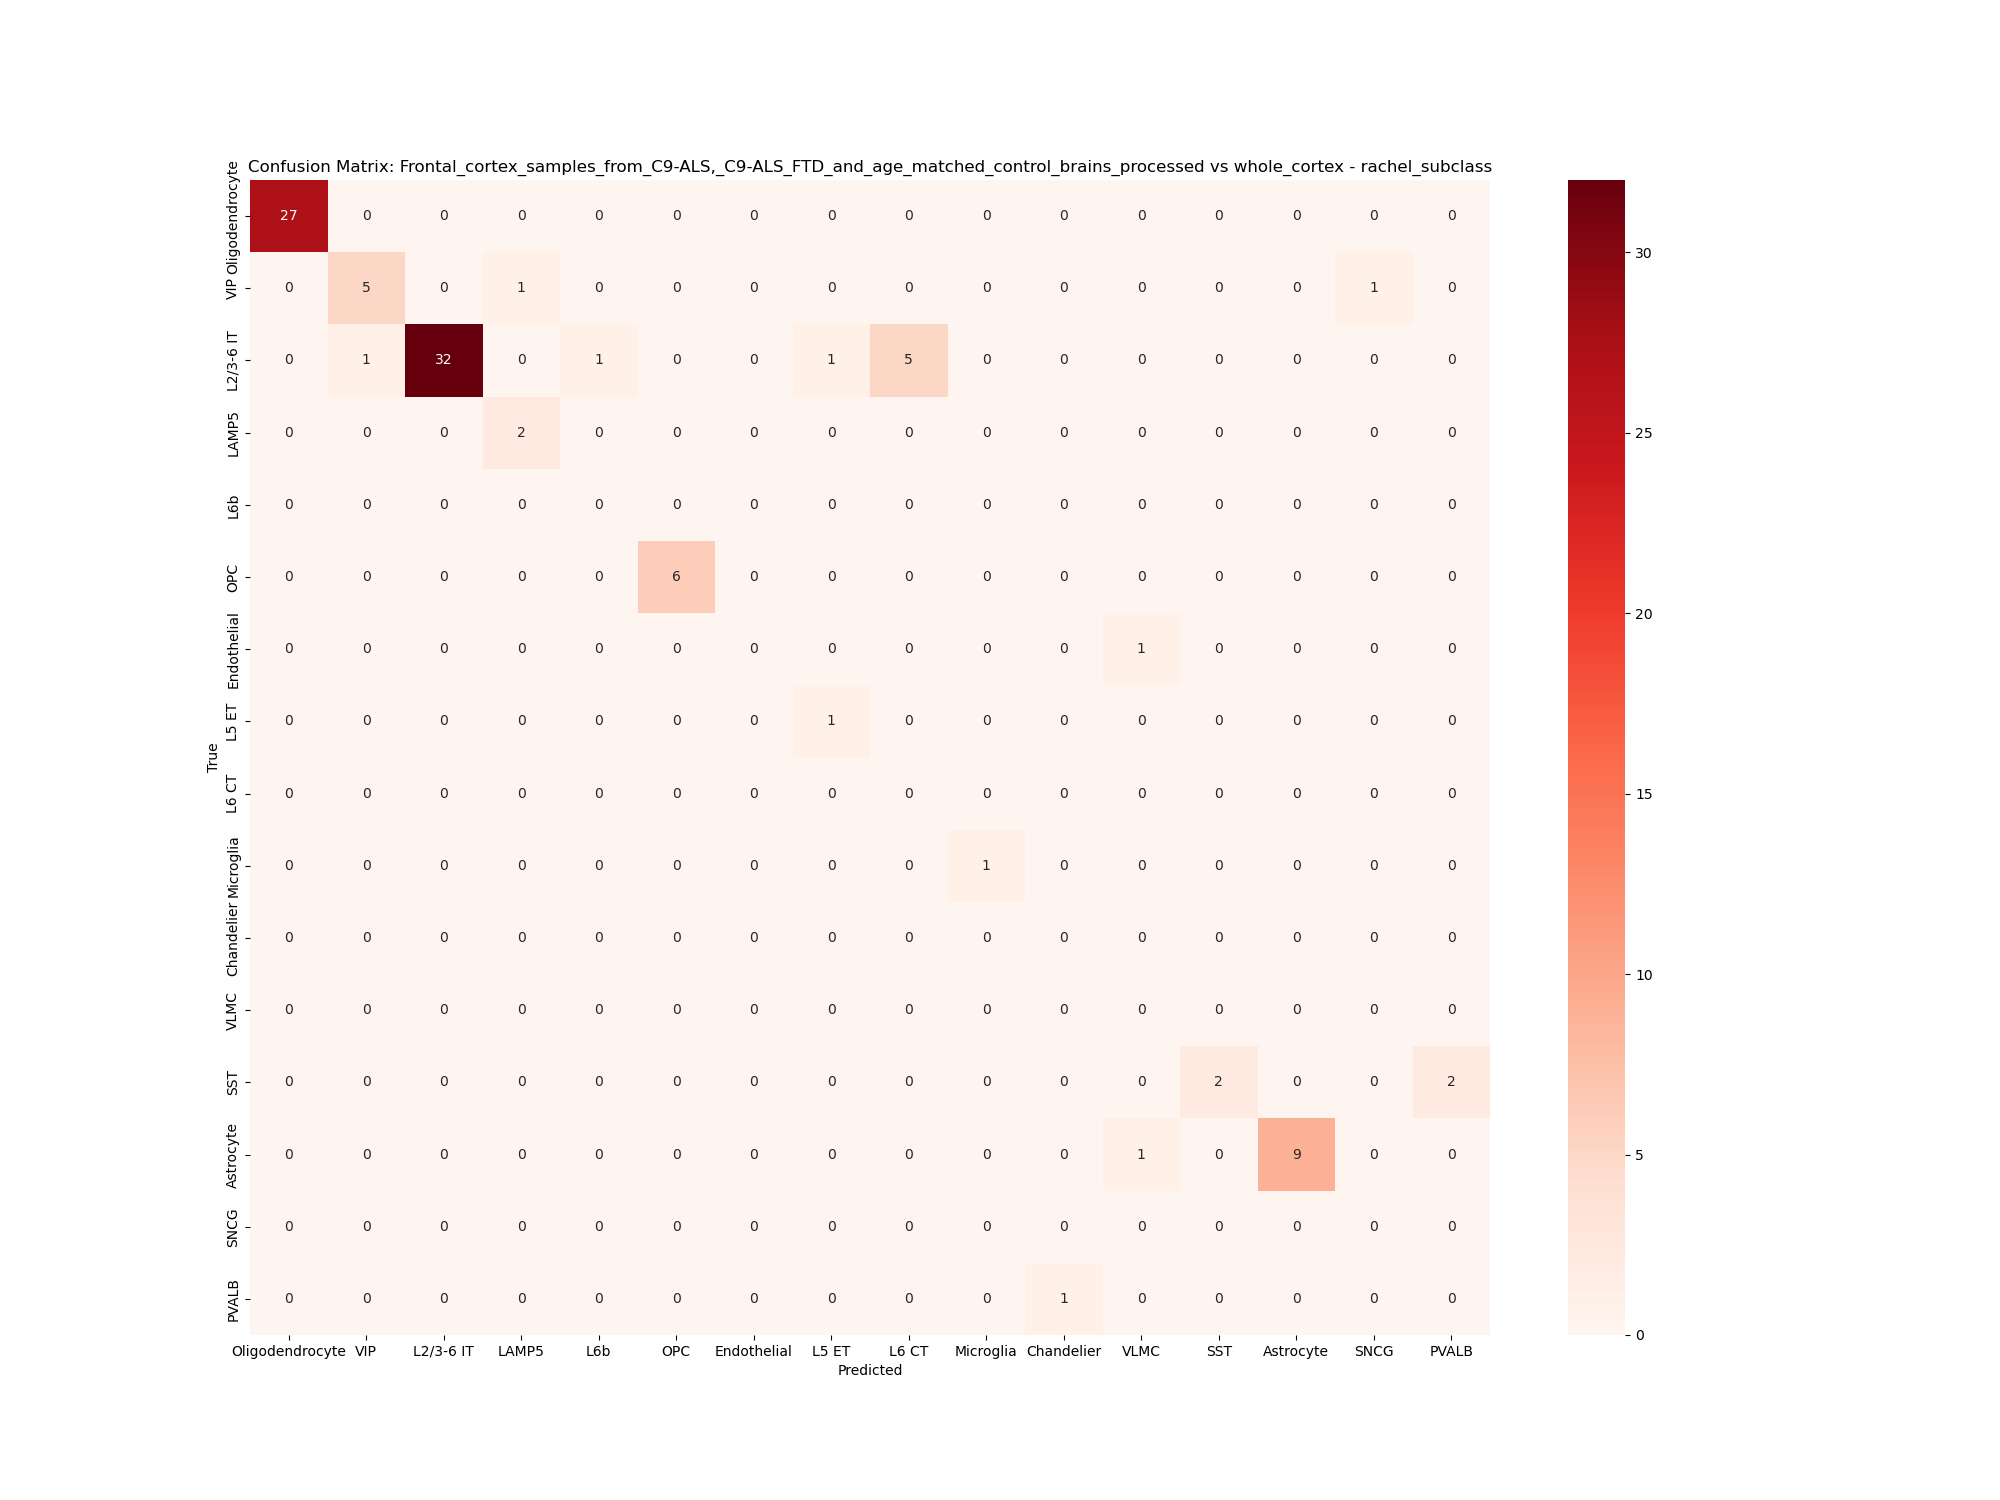 Confusion Matrix: Frontal_cortex_samples_from_C9-ALS,_C9-ALS_FTD_and_age_matched_control_brains_processed vs whole_cortex - rachel_subclass
True
Oligodendrocyte 27 0 0 0 0 0 0 0 0 0 0 0 0 0 0 0
VIP 0 5 0 1 0 0 0 0 0 0 0 0 0 0 1 0
L2/3-6 IT 0 1 32 0 1 0 0 1 5 0 0 0 0 0 0 0
LAMP5 0 0 0 2 0 0 0 0 0 0 0 0 0 0 0 0
L6b 0 0 0 0 0 0 0 0 0 0 0 0 0 0 0 0
OPC 0 0 0 0 0 6 0 0 0 0 0 0 0 0 0 0
Endothelial 0 0 0 0 0 0 0 0 0 0 0 1 0 0 0 0
L5 ET 0 0 0 0 0 0 0 1 0 0 0 0 0 0 0 0
L6 CT 0 0 0 0 0 0 0 0 0 0 0 0 0 0 0 0
Microglia 0 0 0 0 0 0 0 0 0 1 0 0 0 0 0 0
Chandelier 0 0 0 0 0 0 0 0 0 0 0 0 0 0 0 0
VLMC 0 0 0 0 0 0 0 0 0 0 0 0 0 0 0 0
SST 0 0 0 0 0 0 0 0 0 0 0 0 2 0 0 2
Astrocyte 0 0 0 0 0 0 0 0 0 0 0 1 0 9 0 0
SNCG 0 0 0 0 0 0 0 0 0 0 0 0 0 0 0 0
PVALB 0 0 0 0 0 0 0 0 0 0 1 0 0 0 0 0
Oligodendrocyte VIP L2/3-6 IT LAMP5 L6b OPC Endothelial L5 ET L6 CT Microglia Chandelier VLMC SST Astrocyte SNCG PVALB
Predicted
30
25
20
15
10
5
0